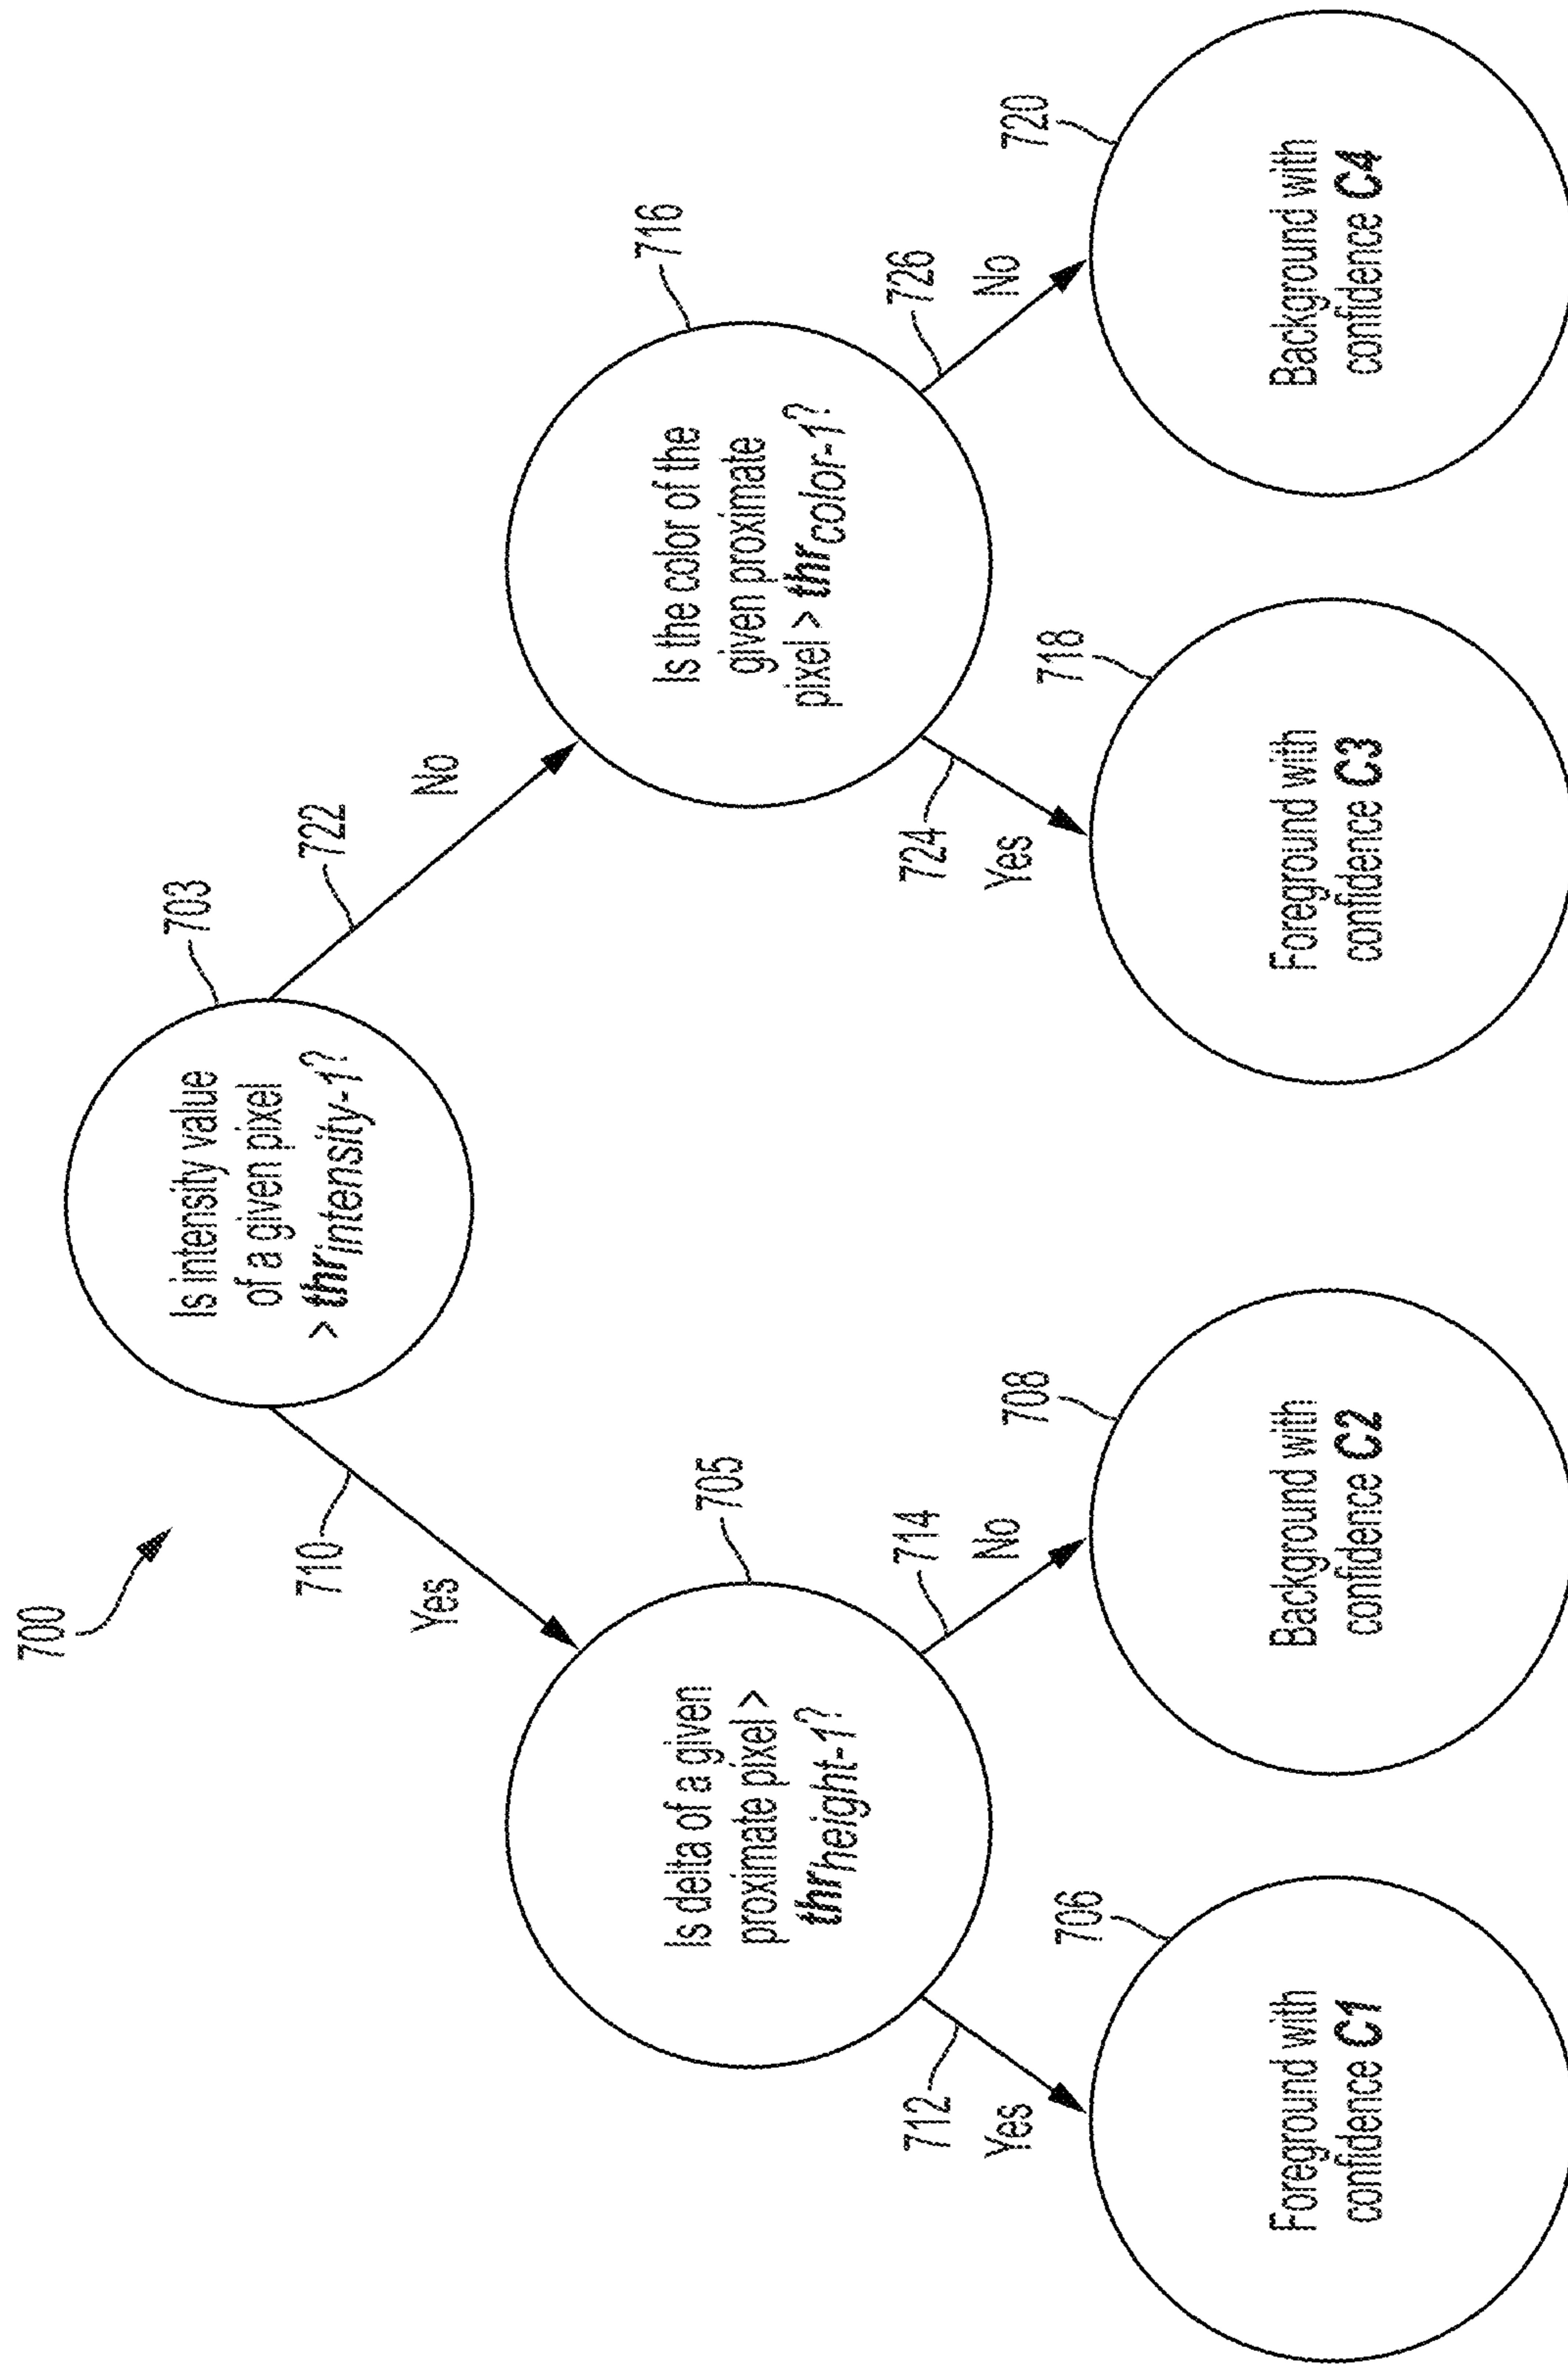 700
703
Is intensity value
of a given pixel
> thrintensity-1?
710
Yes
722
No
705
Is delta of a given
proximate pixel >
thrheight-1?
716
Is the color of the
given proximate
pixel > thrcolor-1?
712
Yes
714
No
724
Yes
726
No
706
Foreground with
confidence C1
708
Background with
confidence C2
718
Foreground with
confidence C3
720
Background with
confidence C4